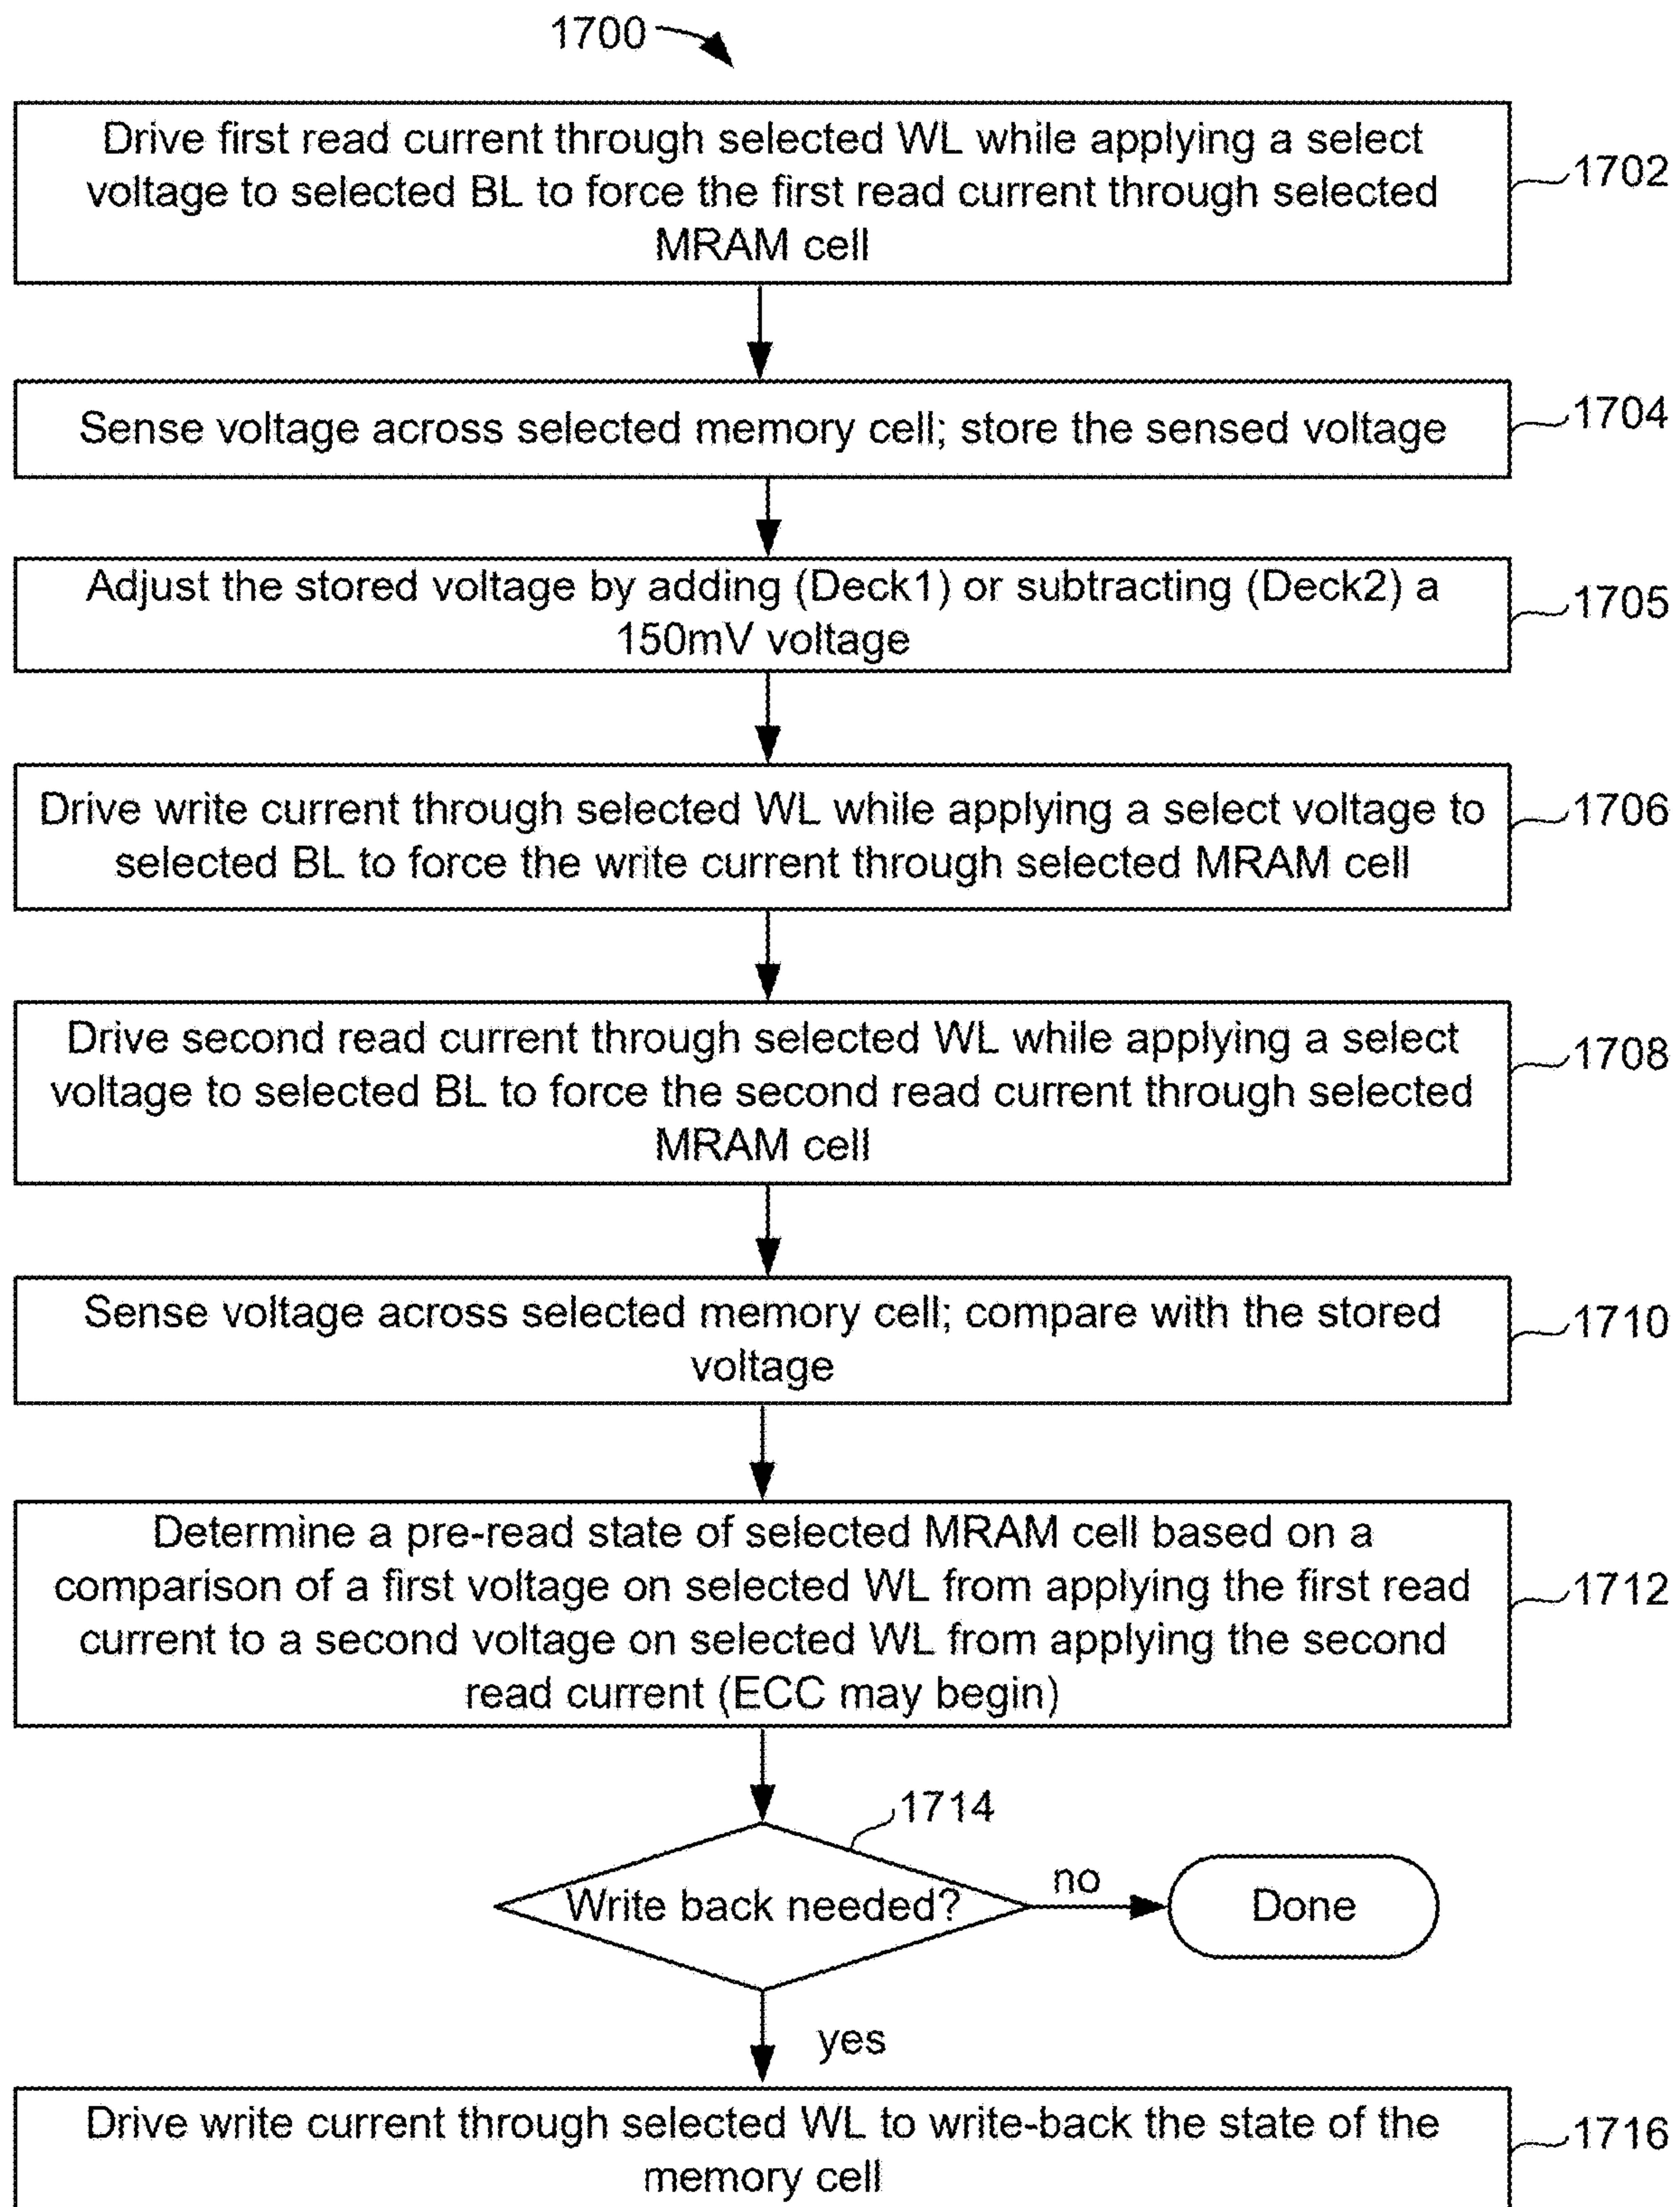 1700
Drive first read current through selected WL while applying a select
voltage to selected BL to force the first read current through selected
MRAM cell
1702
Sense voltage across selected memory cell; store the sensed voltage
1704
Adjust the stored voltage by adding (Deck1) or subtracting (Deck2) a
150mV voltage
1705
Drive write current through selected WL while applying a select voltage to
selected BL to force the write current through selected MRAM cell
1706
Drive second read current through selected WL while applying a select
voltage to selected BL to force the second read current through selected
MRAM cell
1708
Sense voltage across selected memory cell; compare with the stored
voltage
1710
Determine a pre-read state of selected MRAM cell based on a
comparison of a first voltage on selected WL from applying the first read
current to a second voltage on selected WL from applying the second
read current (ECC may begin)
1712
1714
Write back needed?
no
Done
yes
Drive write current through selected WL to write-back the state of the
memory cell
1716